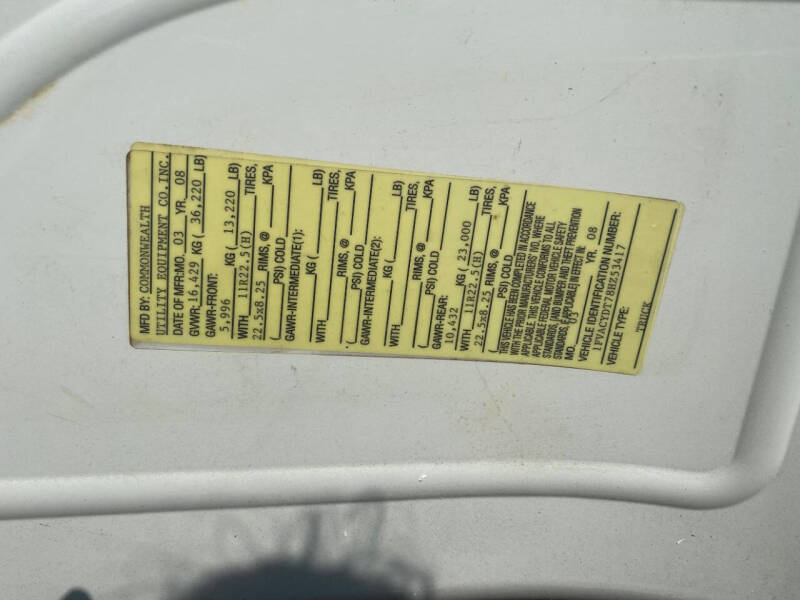 MFD BY: COMMONWEALTH
UTILITY EQUIPMENT CO, INC.
DATE OF MFR: MO. 03 YR. 08
GVWR: 16,429 KG ( 36,220 LB)
GAWR-FRONT:
5,996 KG ( 13,220 LB)
WITH 11R22.5(H) TIRES,
22.5x8.25 RIMS, @ KPA
( PSI) COLD
GAWR-INTERMEDIATE(1):
KG ( LB)
WITH TIRES,
RIMS, @ KPA
( PSI) COLD
GAWR-INTERMEDIATE(2):
KG ( LB)
WITH TIRES,
RIMS, @ KPA
( PSI) COLD
GAWR-REAR:
10,432 KG ( 23,000 LB)
WITH 11R22.5(H) TIRES,
22.5x8.25 RIMS, @ KPA
( PSI) COLD
THIS VEHICLE HAS BEEN COMPLETED IN ACCORDANCE
WITH THE PRIOR MANUFACTURERS' IVD, WHERE
APPLICABLE. THIS VEHICLE CONFORMS TO ALL
APPLICABLE FEDERAL MOTOR VEHICLE SAFETY
STANDARDS, AND BUMPER AND THEFT PREVENTION
STANDARDS, IF APPLICABLE) IN EFFECT IN:
MO. 03 YR. 08
VEHICLE IDENTIFICATION NUMBER:
1FVACYDT78HZ53417
VEHICLE TYPE:
TRUCK